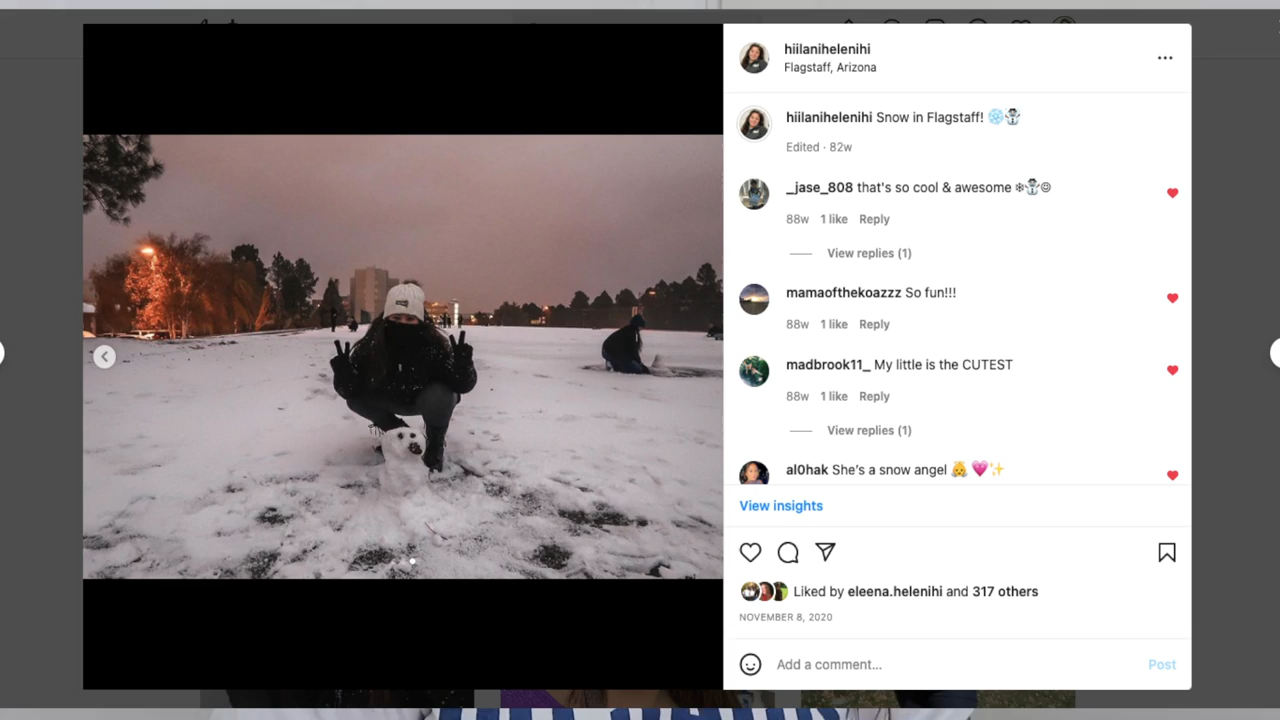 hiilanihelenihi
Flagstaff, Arizona
hiilanihelenihi Snow in Flagstaff! ❄️☃️
Edited · 82w
_jase_808 that's so cool & awesome ❄☃️☺
88w 1 like Reply
View replies (1)
mamaofthekoazzz So fun!!!
88w 1 like Reply
madbrook11_ My little is the CUTEST
88w 1 like Reply
View replies (1)
al0hak She's a snow angel 👼💗✨
View insights
Liked by eleena.helenihi and 317 others
NOVEMBER 8, 2020
Add a comment... Post